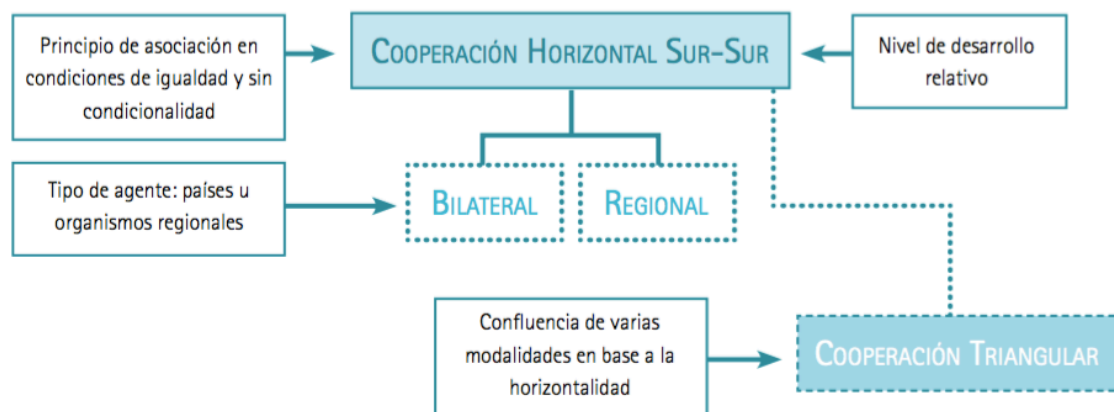 Principio de asociación en
condiciones de igualdad y sin
condicionalidad
COOPERACIÓN HORIZONTAL SUR-SUR
Nivel de desarrollo
relativo
Tipo de agente: países u
organismos regionales
BILATERAL
REGIONAL
Confluencia de varias
modalidades en base a la
horizontalidad
COOPERACIÓN TRIANGULAR